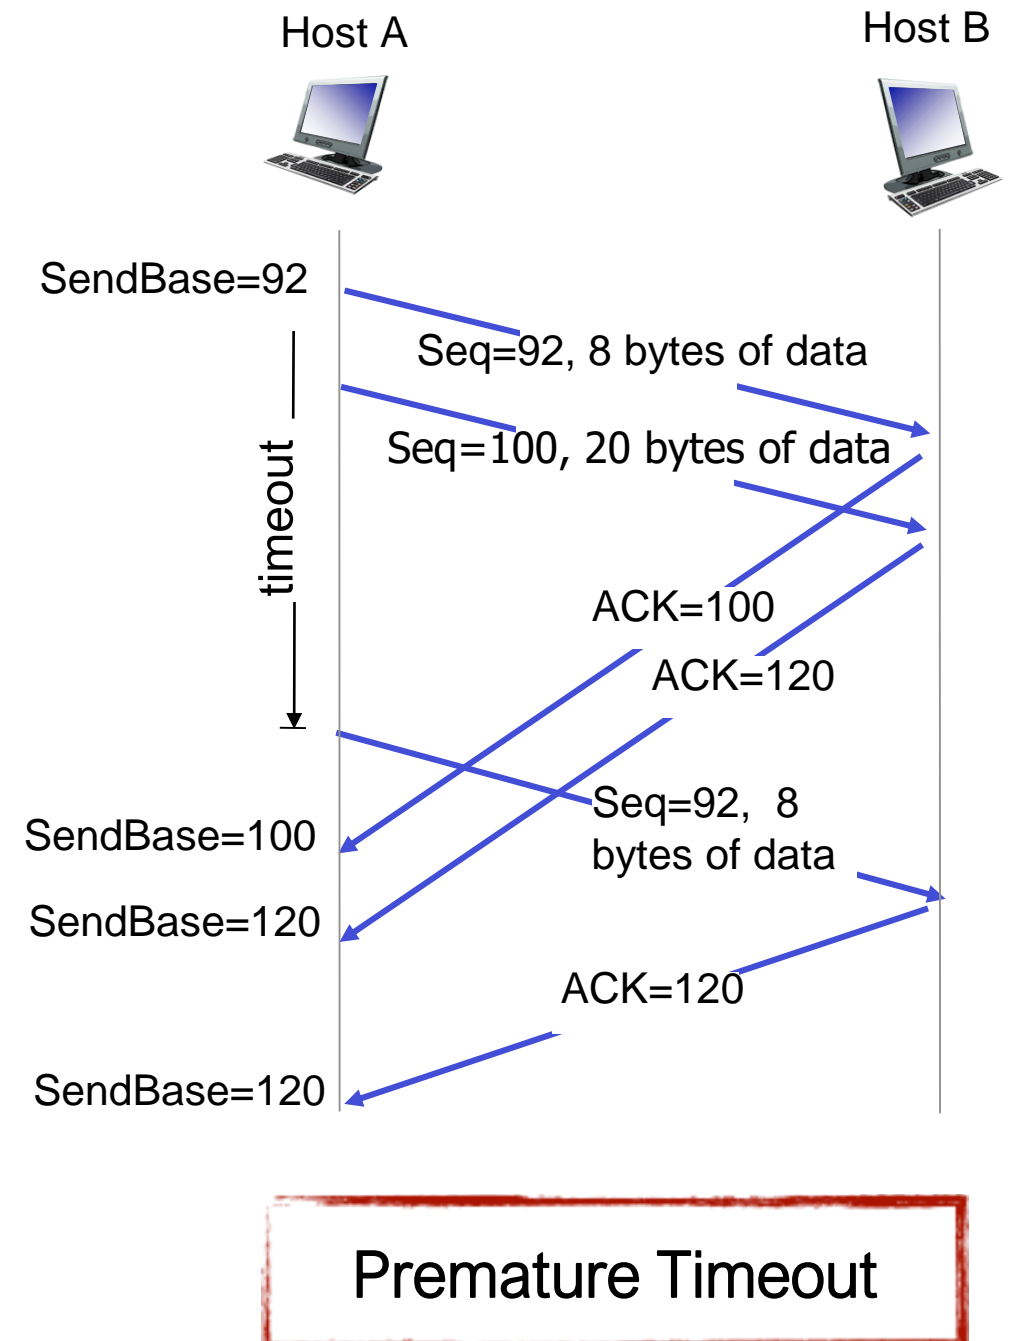 Host A
Host B
SendBase=92
Seq=92, 8 bytes of data
Seq=100, 20 bytes of data
timeout
ACK=100
ACK=120
Seq=92, 8
bytes of data
SendBase=100
SendBase=120
ACK=120
SendBase=120
Premature Timeout